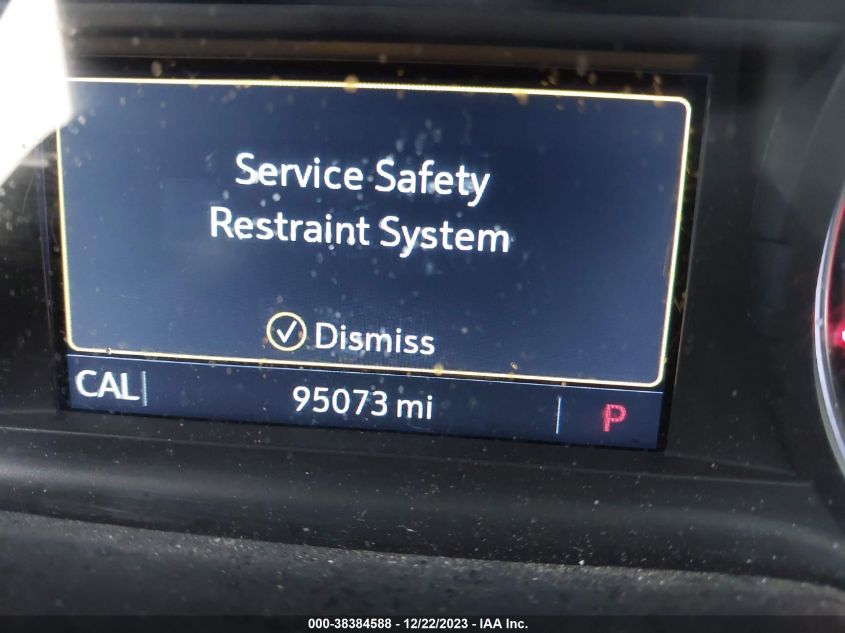 Service Safety
Restraint System
Dismiss
CAL
95073 mi
P
000-38384588 - 12/22/2023 - IAA Inc.